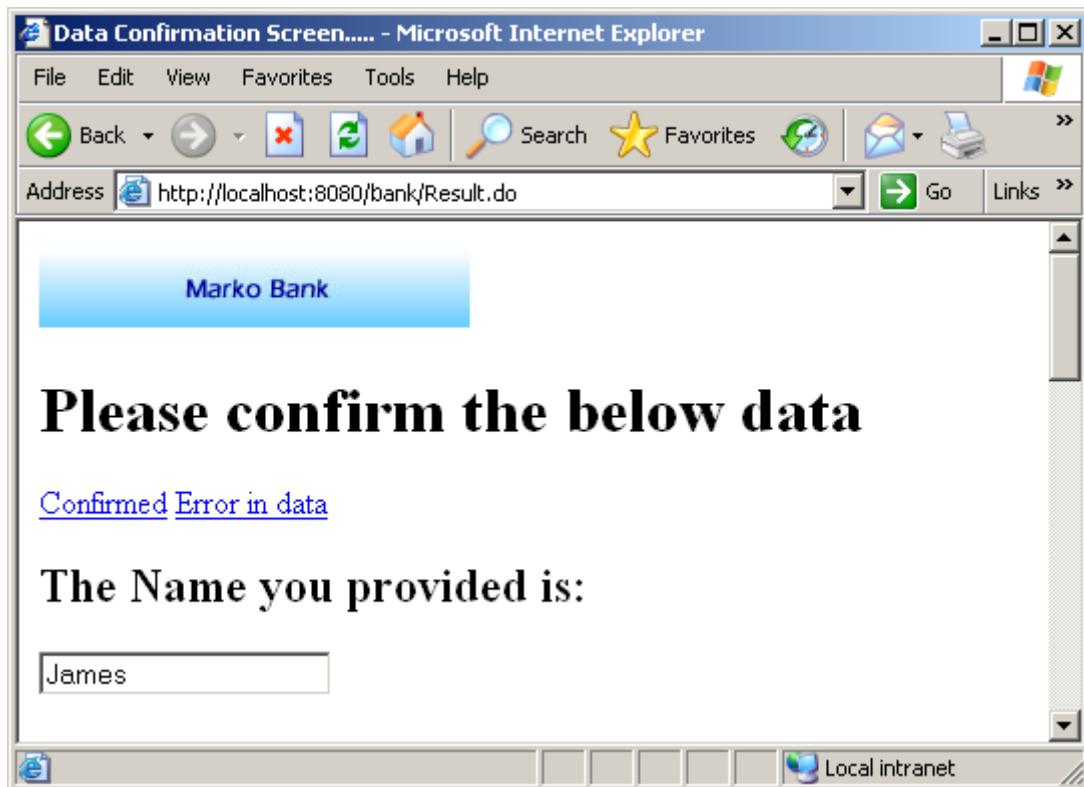 Data Confirmation Screen..... - Microsoft Internet Explorer
File Edit View Favorites Tools Help
Back Search Favorites »
Address http://localhost:8080/bank/Result.do Go Links »
Marko Bank
Please confirm the below data
Confirmed Error in data
The Name you provided is:
James
Local intranet